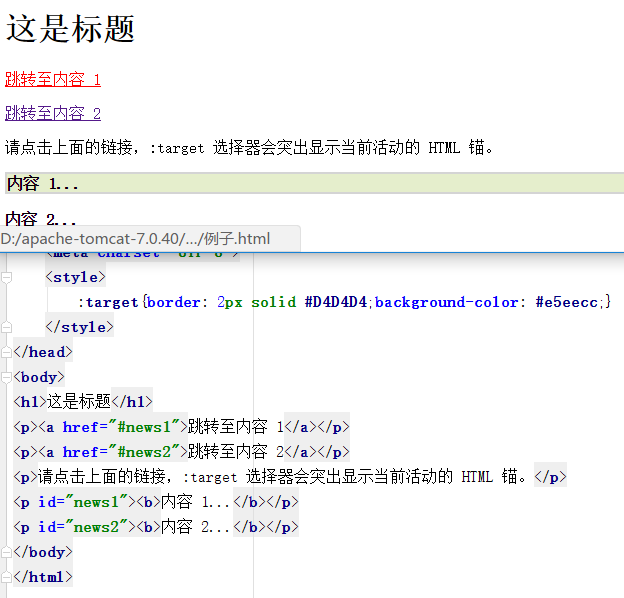 这是标题
跳转至内容 1
跳转至内容 2
请点击上面的链接，:target 选择器会突出显示当前活动的 HTML 锚。
内容 1...
内容 2...
D:/apache-tomcat-7.0.40/.../例子.html
<style>
:target{border: 2px solid #D4D4D4;background-color: #e5eecc;}
</style>
</head>
<body>
<h1>这是标题</h1>
<p><a href="#news1">跳转至内容 1</a></p>
<p><a href="#news2">跳转至内容 2</a></p>
<p>请点击上面的链接，:target 选择器会突出显示当前活动的 HTML 锚。</p>
<p id="news1"><b>内容 1...</b></p>
<p id="news2"><b>内容 2...</b></p>
</body>
</html>